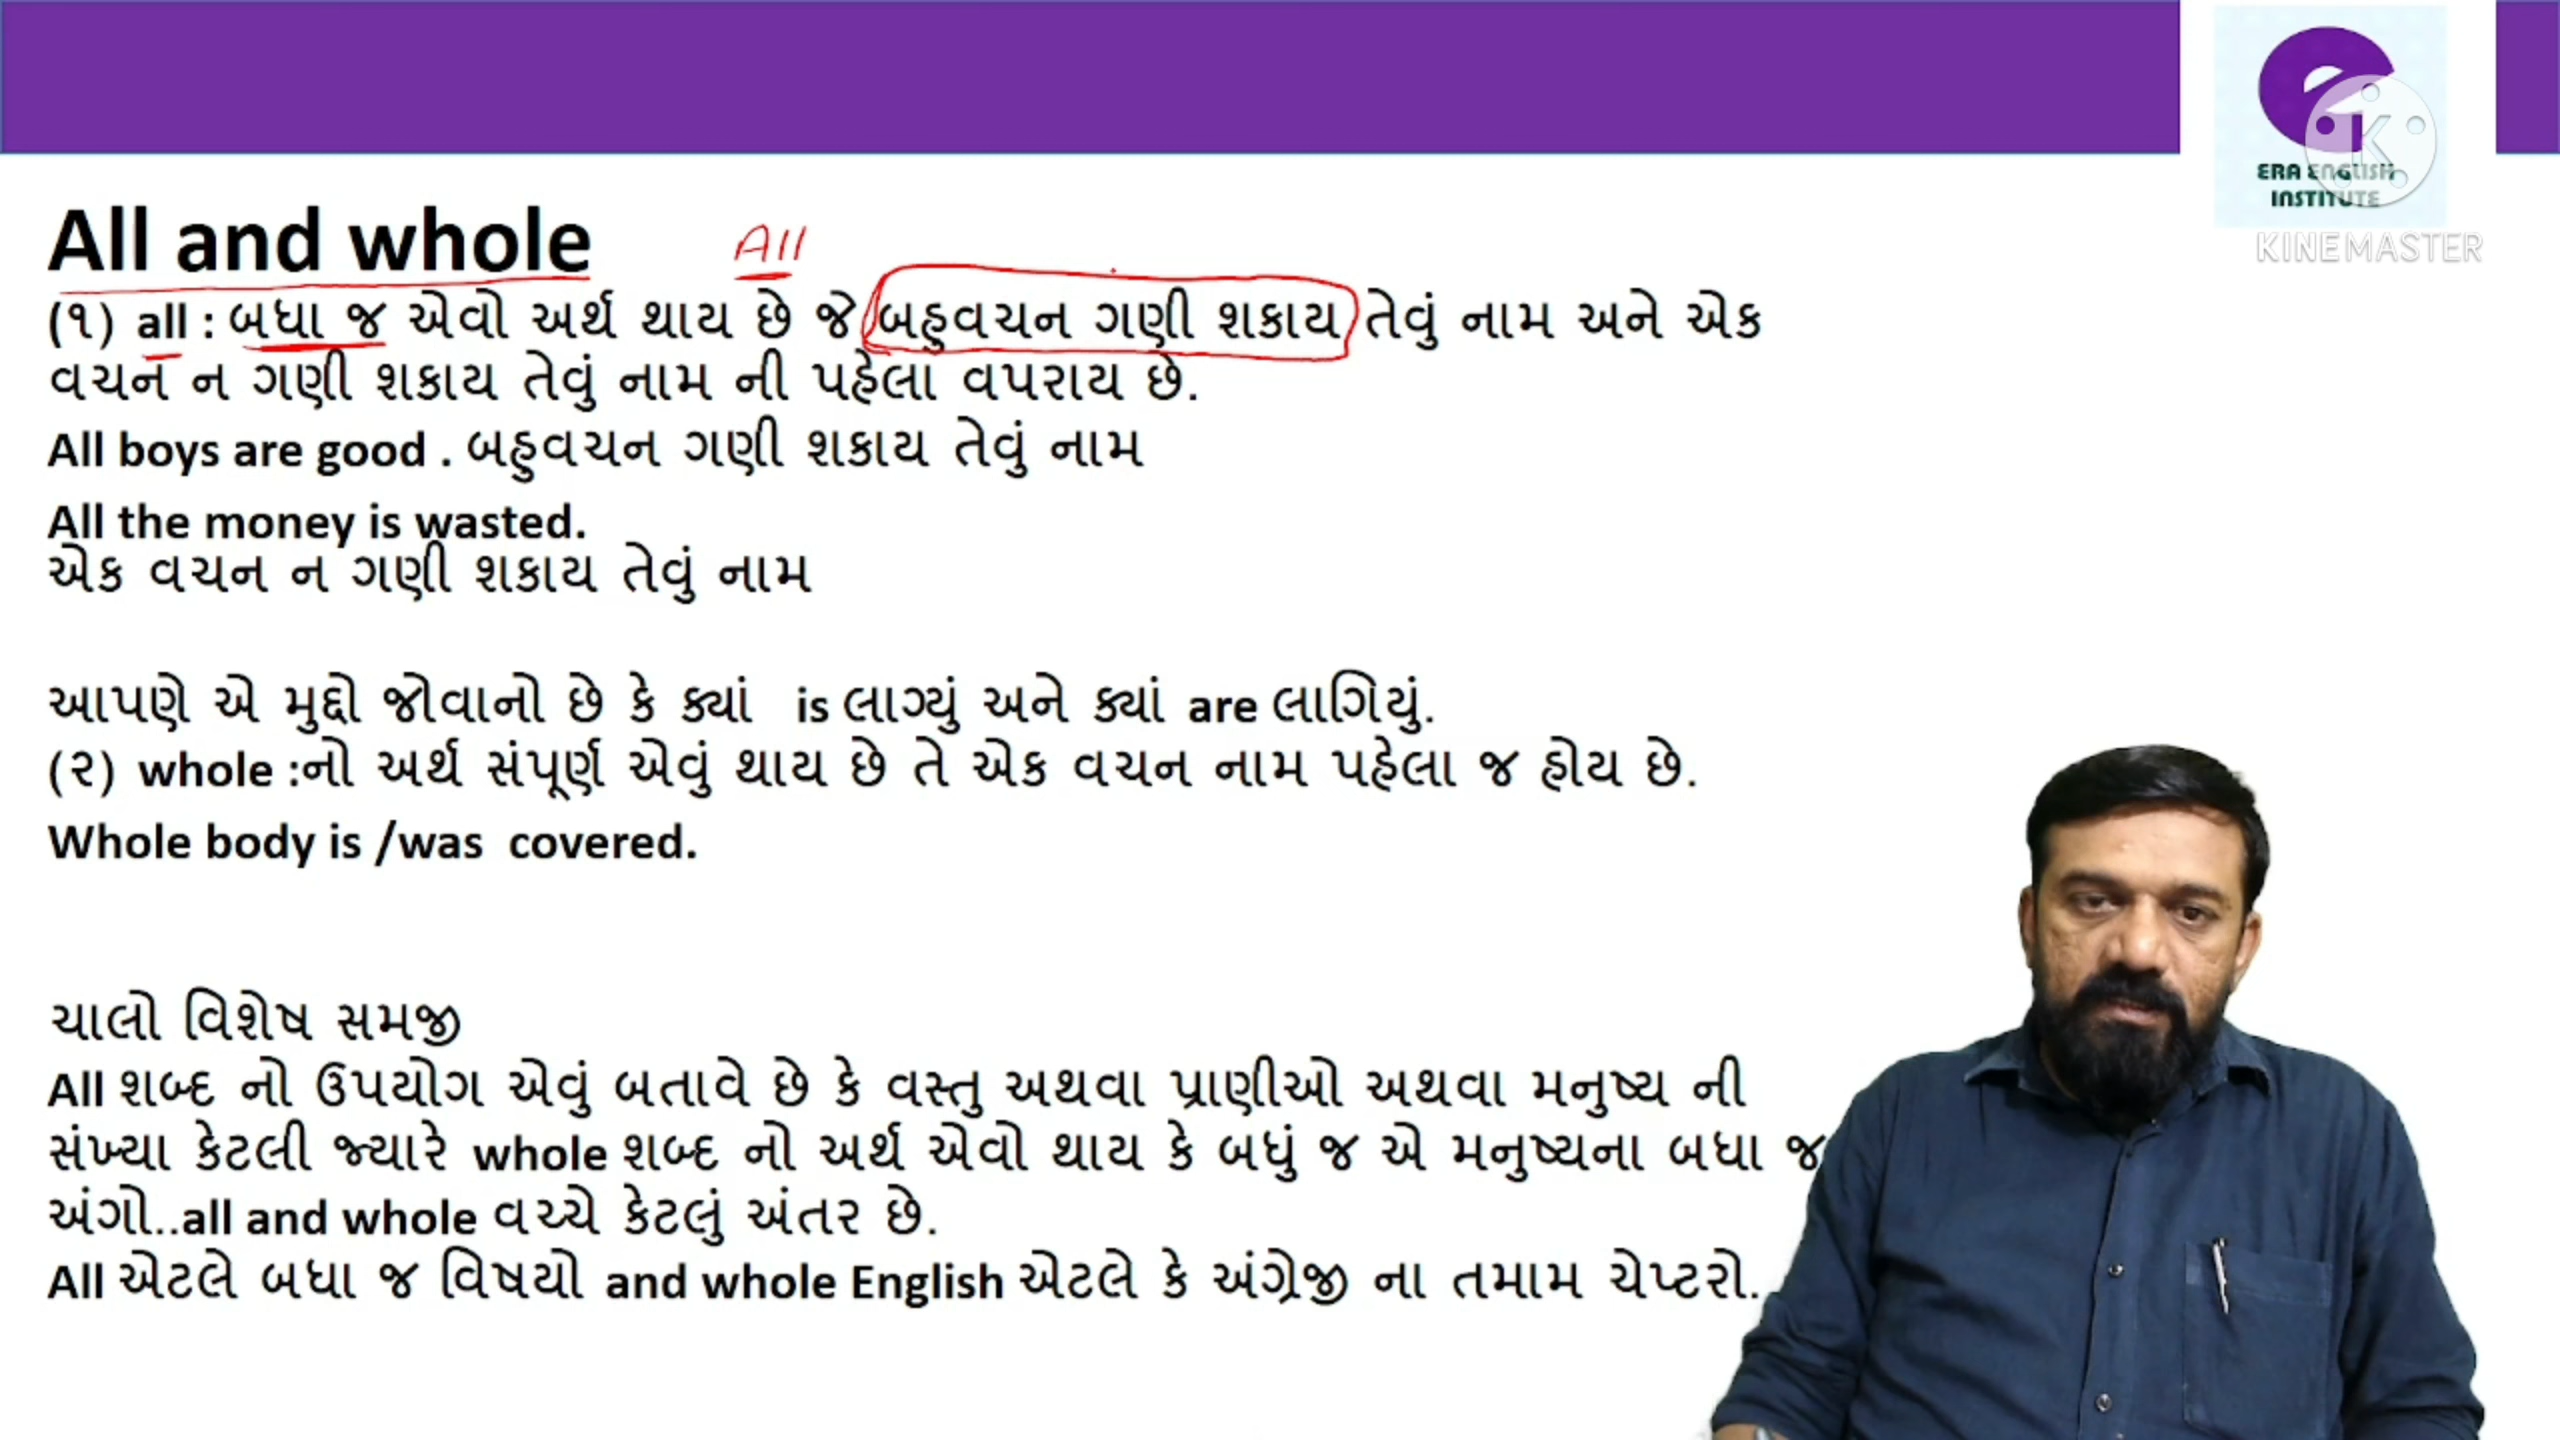 ERA ENGLISH
INSTITUTE
KINEMASTER
All and whole
All
(૧) all : બધા જ એવો અર્થ થાય છે જે બહુવચન ગણી શકાય તેવું નામ અને એક
વચન ન ગણી શકાય તેવું નામ ની પહેલા વપરાય છે.
All boys are good . બહુવચન ગણી શકાય તેવું નામ
All the money is wasted.
એક વચન ન ગણી શકાય તેવું નામ
આપણે એ મુદ્દો જોવાનો છે કે ક્યાં is લાગ્યું અને ક્યાં are લાગિયું.
(૨) whole :નો અર્થ સંપૂર્ણ એવું થાય છે તે એક વચન નામ પહેલા જ હોય છે.
Whole body is /was covered.
ચાલો વિશેષ સમજી
All શબ્દ નો ઉપયોગ એવું બતાવે છે કે વસ્તુ અથવા પ્રાણીઓ અથવા મનુષ્ય ની
સંખ્યા કેટલી જ્યારે whole શબ્દ નો અર્થ એવો થાય કે બધું જ એ મનુષ્યના બધા જ
અંગો..all and whole વચ્ચે કેટલું અંતર છે.
All એટલે બધા જ વિષયો and whole English એટલે કે અંગ્રેજી ના તમામ ચેપ્ટરો.